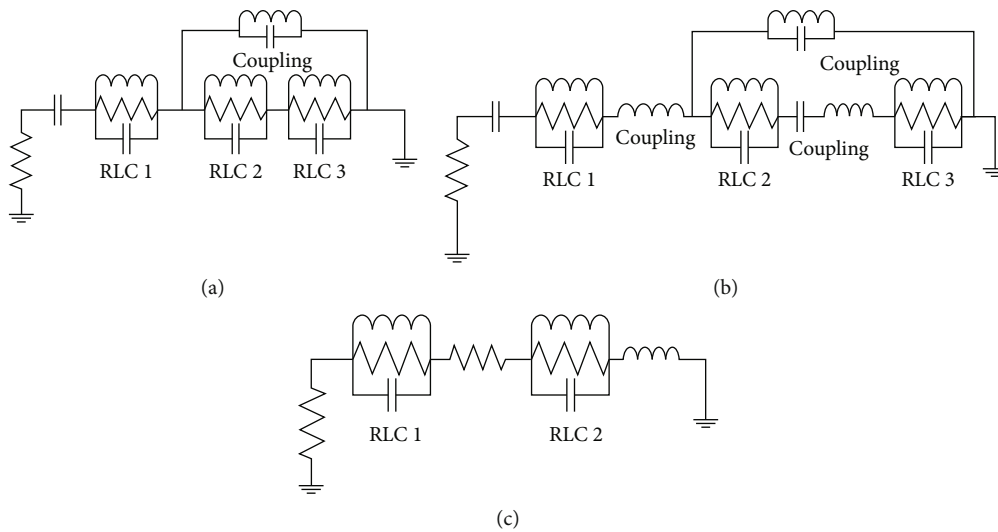 Coupling
RLC 1
RLC 2
RLC 3
(a)
Coupling
Coupling
Coupling
RLC 1
RLC 2
RLC 3
(b)
RLC 1
RLC 2
(c)